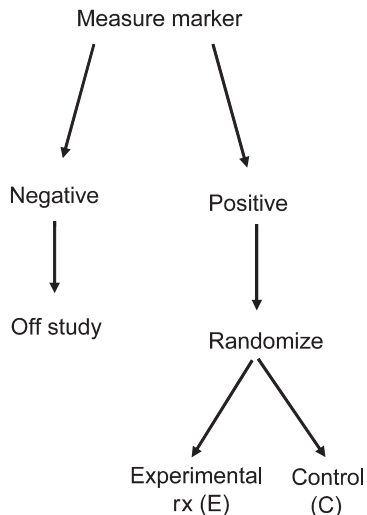 Measure marker
Negative
Positive
Off study
Randomize
Experimental
rx (E)
Control
(C)